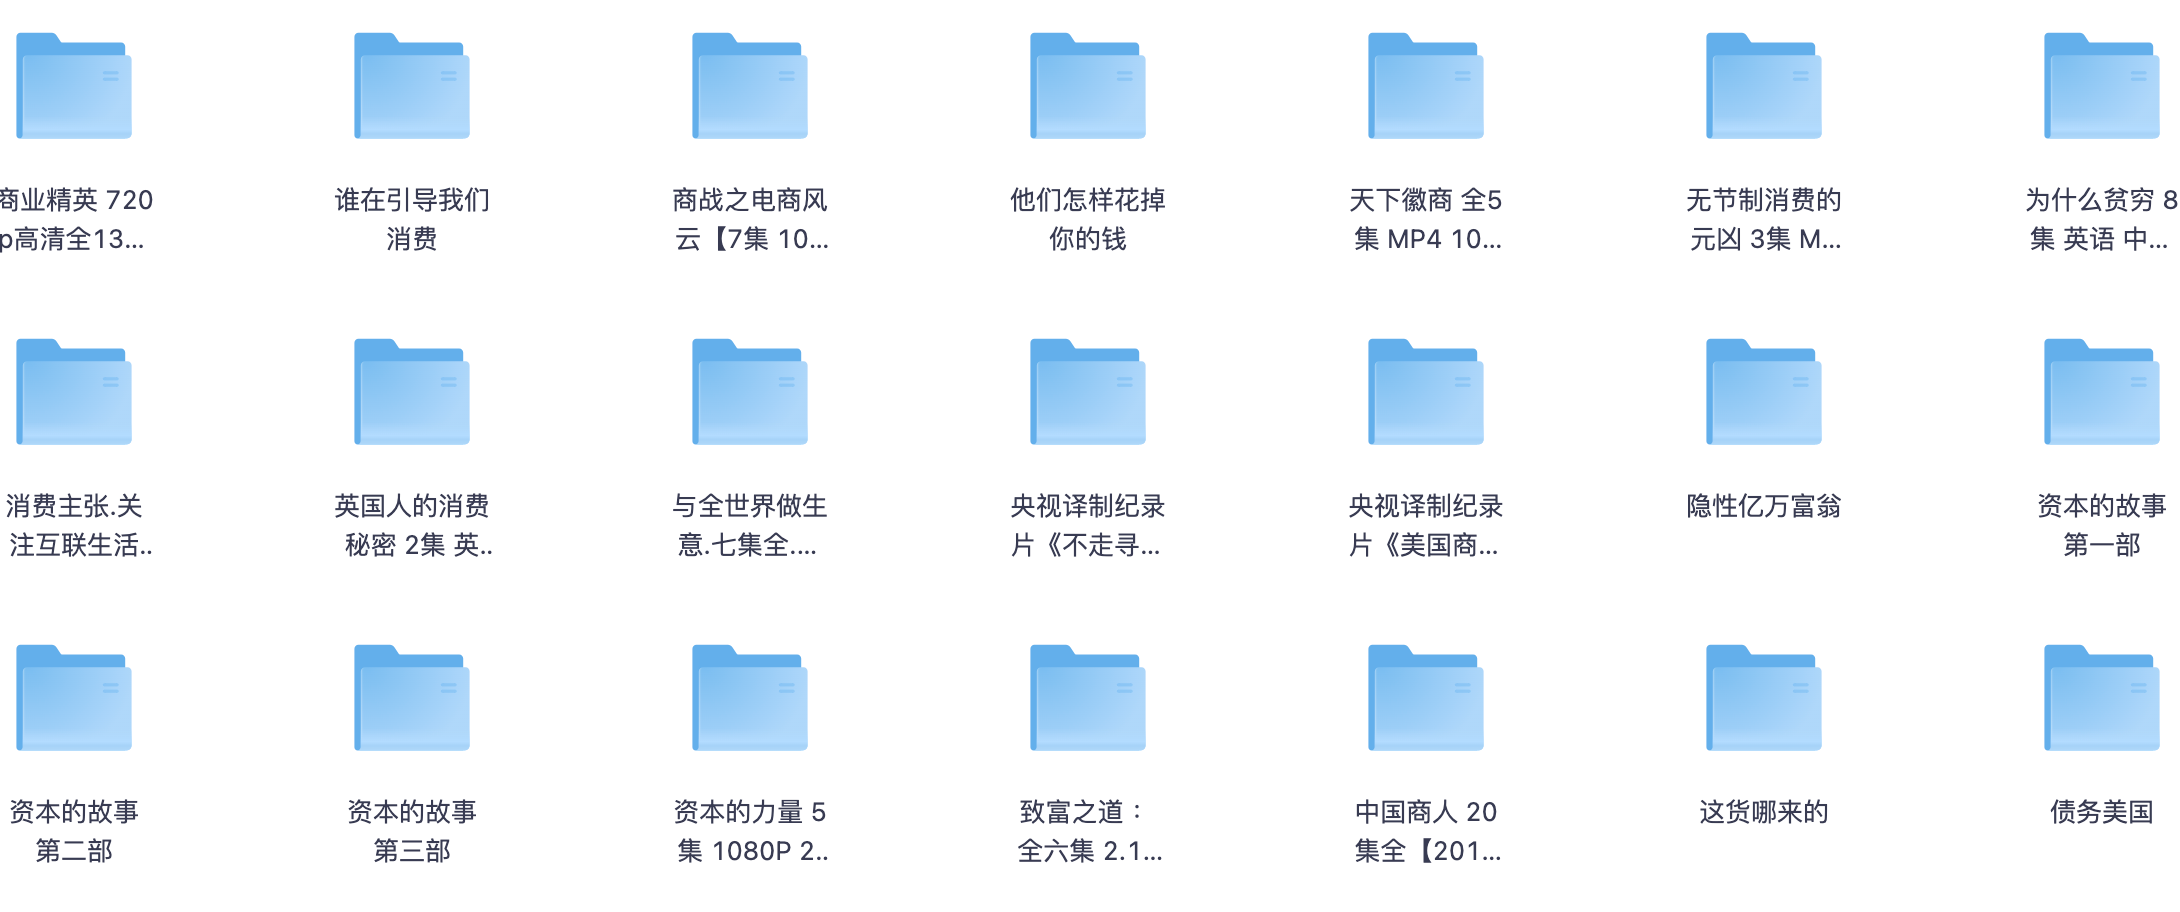 商业精英 720
p高清全13...
谁在引导我们
消费
商战之电商风
云【7集 10...
他们怎样花掉
你的钱
天下徽商 全5
集 MP4 10...
无节制消费的
元凶 3集 M...
为什么贫穷 8
集 英语 中...
消费主张.关
注互联生活..
英国人的消费
秘密 2集 英..
与全世界做生
意.七集全....
央视译制纪录
片《不走寻...
央视译制纪录
片《美国商...
隐性亿万富翁
资本的故事
第一部
资本的故事
第二部
资本的故事
第三部
资本的力量 5
集 1080P 2..
致富之道：
全六集 2.1...
中国商人 20
集全【201...
这货哪来的
债务美国